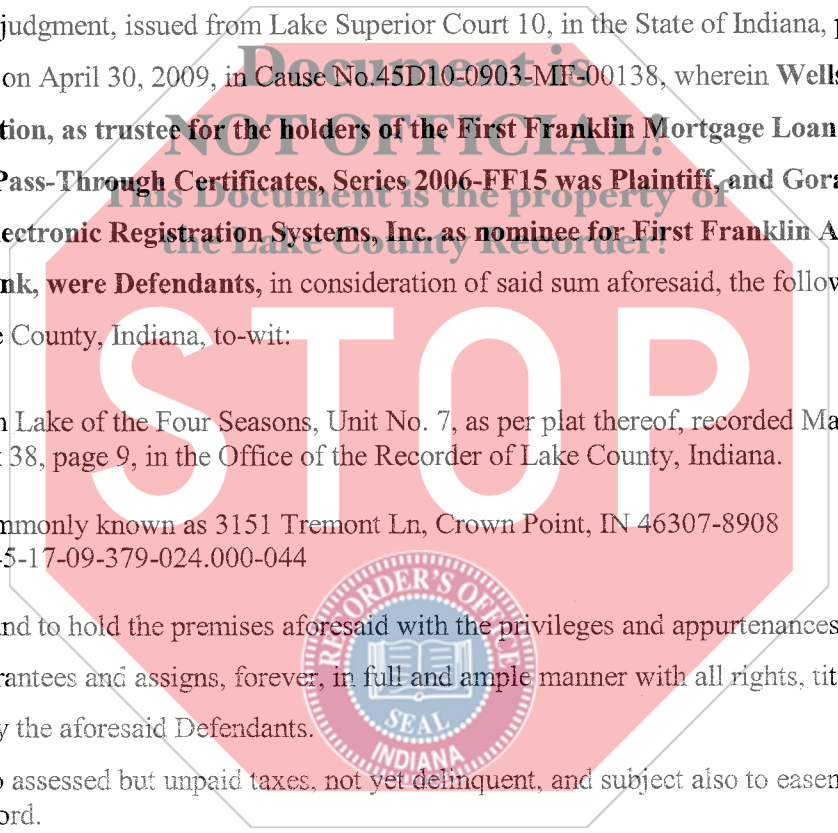 judgment, issued from Lake Superior Court 10, in the State of Indiana,
Document is
on April 30, 2009, in Cause No.45D10-0903-MF-00138, wherein Wells
NOT OFFICIAL!
tion, as trustee for the holders of the First Franklin Mortgage Loan
Pass-Through Certificates, Series 2006-FF15 was Plaintiff, and Gora
This Document is the property of
ectronic Registration Systems, Inc. as nominee for First Franklin A
the Lake County Recorder!
nk, were Defendants, in consideration of said sum aforesaid, the follow
County, Indiana, to-wit:
STOP
Lake of the Four Seasons, Unit No. 7, as per plat thereof, recorded Ma
38, page 9, in the Office of the Recorder of Lake County, Indiana.
mmonly known as 3151 Tremont Ln, Crown Point, IN 46307-8908
5-17-09-379-024.000-044
RECORDER'S OFFICE
nd to hold the premises aforesaid with the privileges and appurtenances
rantees and assigns, forever, in full and ample manner with all rights, tit
y the aforesaid Defendants.
SEAL
INDIANA
assessed but unpaid taxes, not yet delinquent, and subject also to easem
ord.